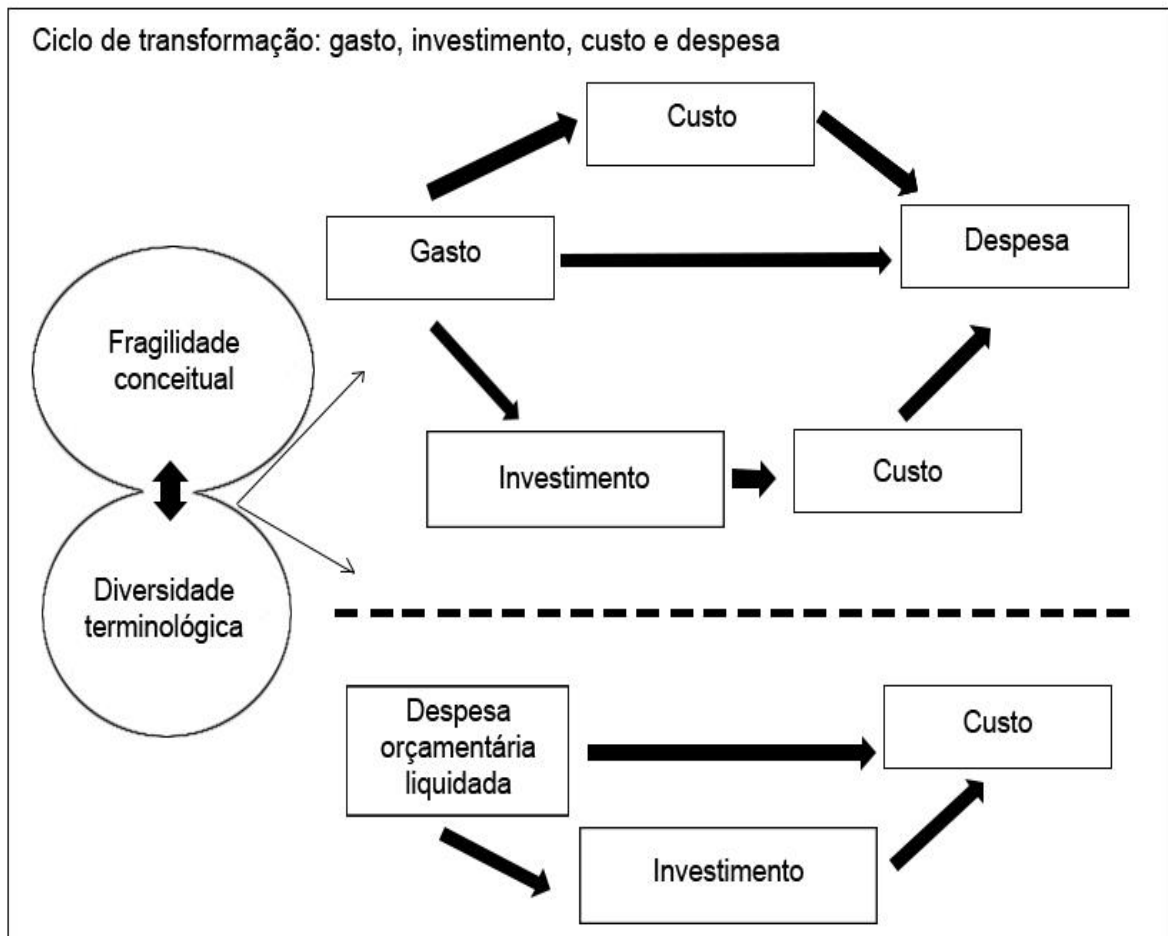 Ciclo de transformação: gasto, investimento, custo e despesa
Custo
Gasto
Despesa
Fragilidade
conceitual
Investimento
Custo
Diversidade
terminológica
Despesa
orçamentária
liquidada
Custo
Investimento